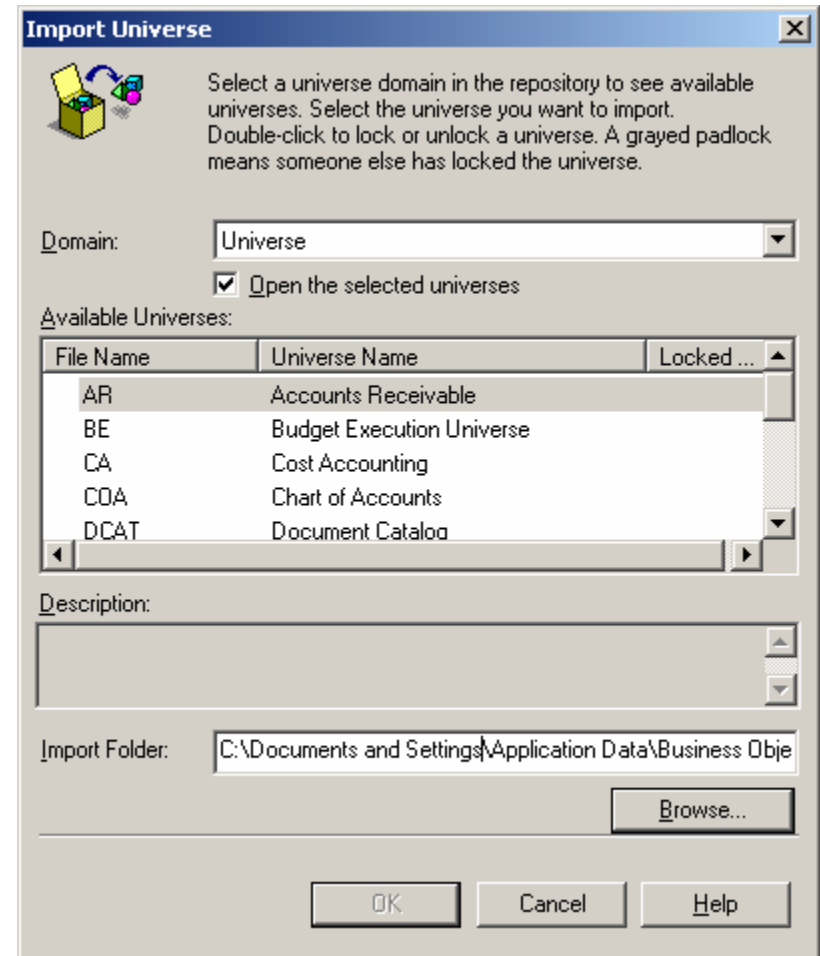 Import Universe
Select a universe domain in the repository to see available
universes. Select the universe you want to import.
Double-click to lock or unlock a universe. A grayed padlock
means someone else has locked the universe.
Domain: Universe
Open the selected universes
Available Universes:
File Name Universe Name Locked ...
AR Accounts Receivable
BE Budget Execution Universe
CA Cost Accounting
COA Chart of Accounts
DCAT Document Catalog
Description:
Import Folder: C:\Documents and Settings\Application Data\Business Obje
Browse...
OK Cancel Help